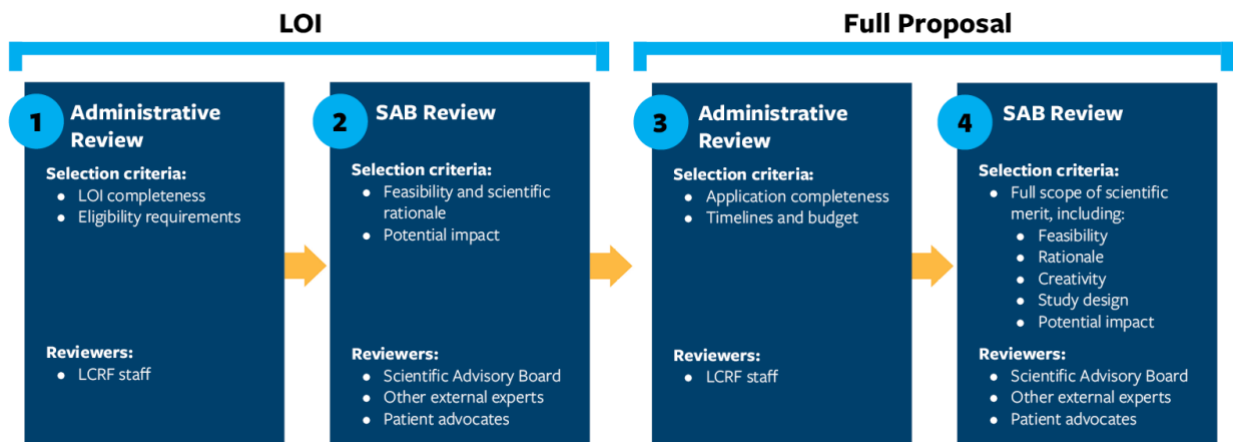 LOI
1
Administrative
Review
Selection criteria:
● LOI completeness
● Eligibility requirements
Reviewers:
● LCRF staff
2
SAB Review
Selection criteria:
● Feasibility and scientific
rationale
● Potential impact
Reviewers:
● Scientific Advisory Board
● Other external experts
● Patient advocates
Full Proposal
3
Administrative
Review
Selection criteria:
● Application completeness
● Timelines and budget
Reviewers:
● LCRF staff
4
SAB Review
Selection criteria:
● Full scope of scientific
merit, including:
● Feasibility
● Rationale
● Creativity
● Study design
● Potential impact
Reviewers:
● Scientific Advisory Board
● Other external experts
● Patient advocates